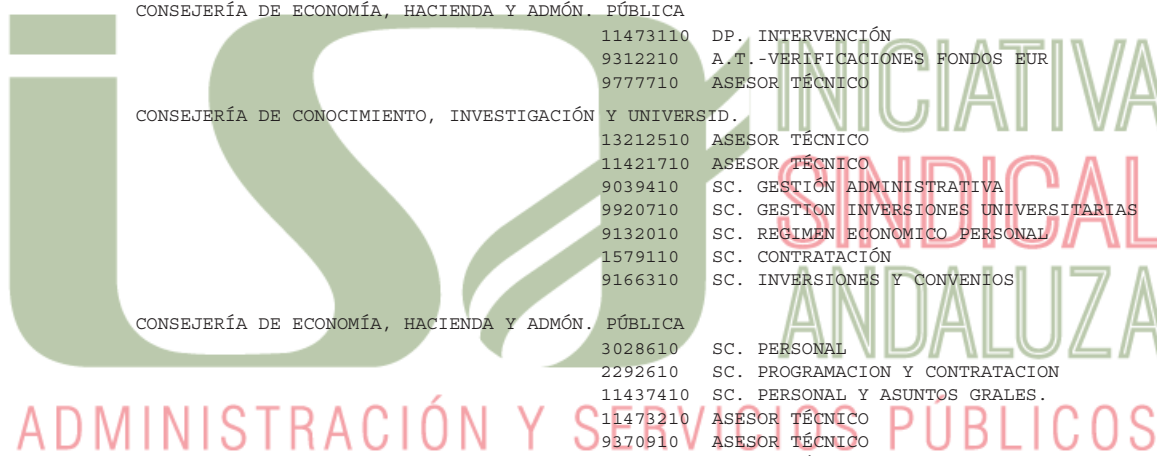 CONSEJERÍA DE ECONOMÍA, HACIENDA Y ADMÓN. PÚBLICA
11473110 DP. INTERVENCIÓN
9312210 A.T.-VERIFICACIONES FONDOS EUR
9777710 ASESOR TÉCNICO
CONSEJERÍA DE CONOCIMIENTO, INVESTIGACIÓN Y UNIVERSID.
13212510 ASESOR TÉCNICO
11421710 ASESOR TÉCNICO
9039410 SC. GESTIÓN ADMINISTRATIVA
9920710 SC. GESTION INVERSIONES UNIVERSITARIAS
9132010 SC. REGIMEN ECONOMICO PERSONAL
1579110 SC. CONTRATACIÓN
9166310 SC. INVERSIONES Y CONVENIOS
CONSEJERÍA DE ECONOMÍA, HACIENDA Y ADMÓN. PÚBLICA
3028610 SC. PERSONAL
2292610 SC. PROGRAMACION Y CONTRATACION
11437410 SC. PERSONAL Y ASUNTOS GRALES.
11473210 ASESOR TÉCNICO
9370910 ASESOR TÉCNICO
isa
INICIATIVA
SINDICAL
ANDALUZA
ADMINISTRACIÓN Y SERVICIOS PÚBLICOS